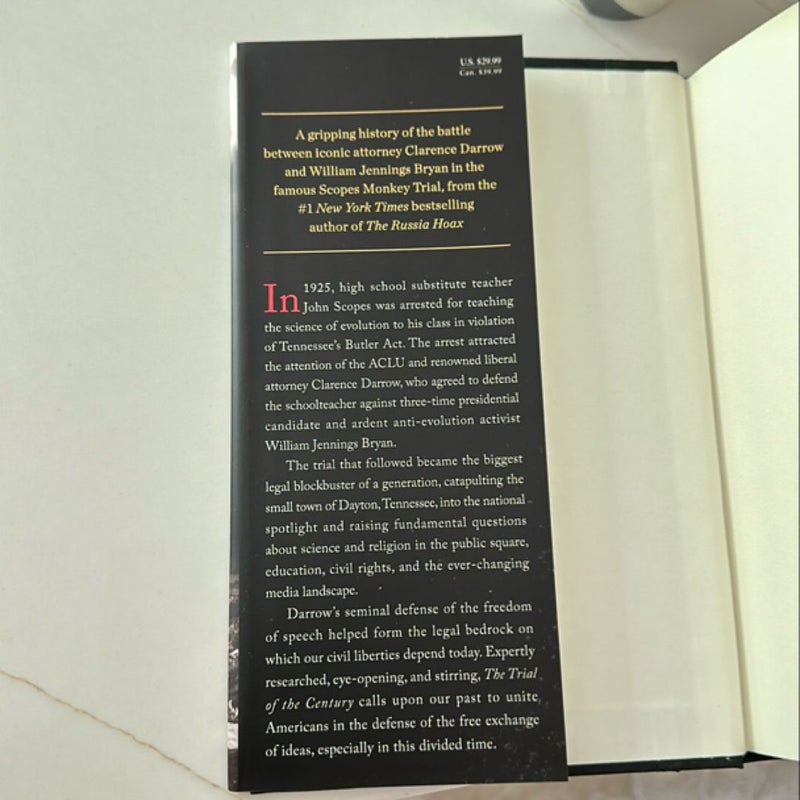 U.S. $29.99
Can. $39.99
A gripping history of the battle
between iconic attorney Clarence Darrow
and William Jennings Bryan in the
famous Scopes Monkey Trial, from the
#1 New York Times bestselling
author of The Russia Hoax
In 1925, high school substitute teacher
John Scopes was arrested for teaching
the science of evolution to his class in violation
of Tennessee's Butler Act. The arrest attracted
the attention of the ACLU and renowned liberal
attorney Clarence Darrow, who agreed to defend
the schoolteacher against three-time presidential
candidate and ardent anti-evolution activist
William Jennings Bryan.
The trial that followed became the biggest
legal blockbuster of a generation, catapulting the
small town of Dayton, Tennessee, into the national
spotlight and raising fundamental questions
about science and religion in the public square,
education, civil rights, and the ever-changing
media landscape.
Darrow's seminal defense of the freedom
of speech helped form the legal bedrock on
which our civil liberties depend today. Expertly
researched, eye-opening, and stirring, The Trial
of the Century calls upon our past to unite
Americans in the defense of the free exchange
of ideas, especially in this divided time.